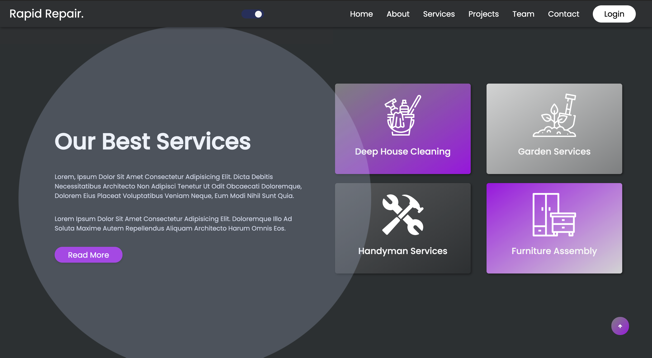 Rapid Repair.
Home About Services Projects Team Contact Login
Our Best Services
Lorem, Ipsum Dolor Sit Amet Consectetur Adipisicing Elit. Dicta Debitis
Necessitatibus Architecto Non Adipisci Tenetur Ut Odit Obcaecati Doloremque,
Dolorem Eius Placeat Voluptatibus Veniam Neque, Eum Modi Nihil Sunt Quia.
Lorem Ipsum Dolor Sit Amet Consectetur Adipisicing Elit. Doloremque Illo Ad
Soluta Maxime Autem Repellendus Aliquam Architecto Harum Omnis Eos.
Read More
Deep House Cleaning
Garden Services
Handyman Services
Furniture Assembly